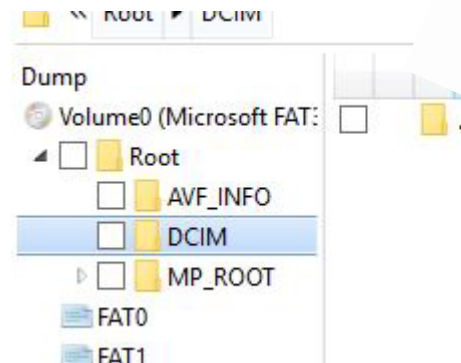 « Root ▸ DCIM
Dump
Volume0 (Microsoft FAT3
Root
AVF_INFO
DCIM
MP_ROOT
FAT0
FAT1